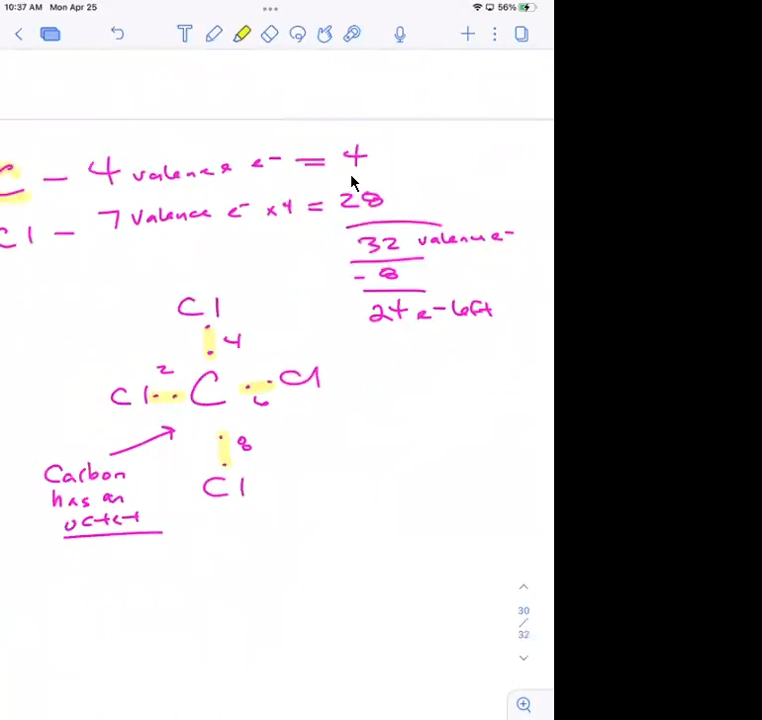 10:37 AM Mon Apr 25
56%
C - 4 valence e- = 4
Cl - 7 valence e- x4 = 28
32 valence e-
- 8
24 e- left
Cl
4
2
Cl C Cl
6
8
Cl
Carbon
has an
octet
30
/
32